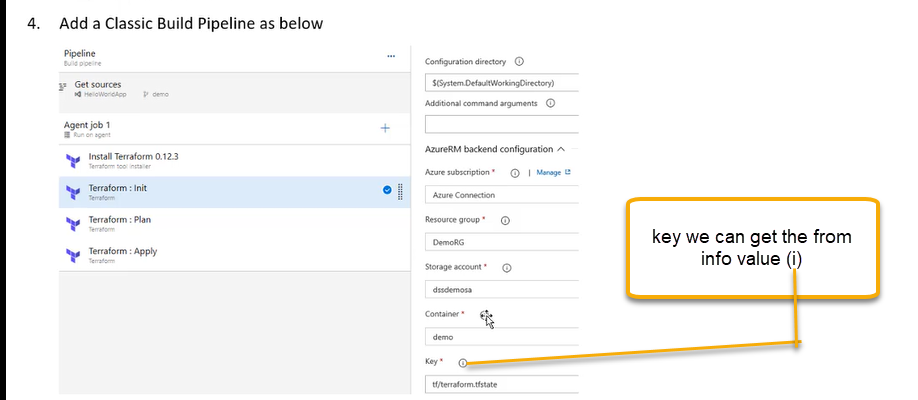 4. Add a Classic Build Pipeline as below
Pipeline
Build pipeline
...
Get sources
HelloWorldApp demo
Agent job 1
Run on agent
Install Terraform 0.12.3
Terraform tool installer
Terraform : Init
Terraform
Terraform : Plan
Terraform
Terraform : Apply
Terraform
Configuration directory
$(System.DefaultWorkingDirectory)
Additional command arguments
AzureRM backend configuration
Azure subscription * | Manage
Azure Connection
Resource group *
DemoRG
Storage account *
dssdemosa
Container *
demo
Key *
tf/terraform.tfstate
key we can get the from
info value (i)